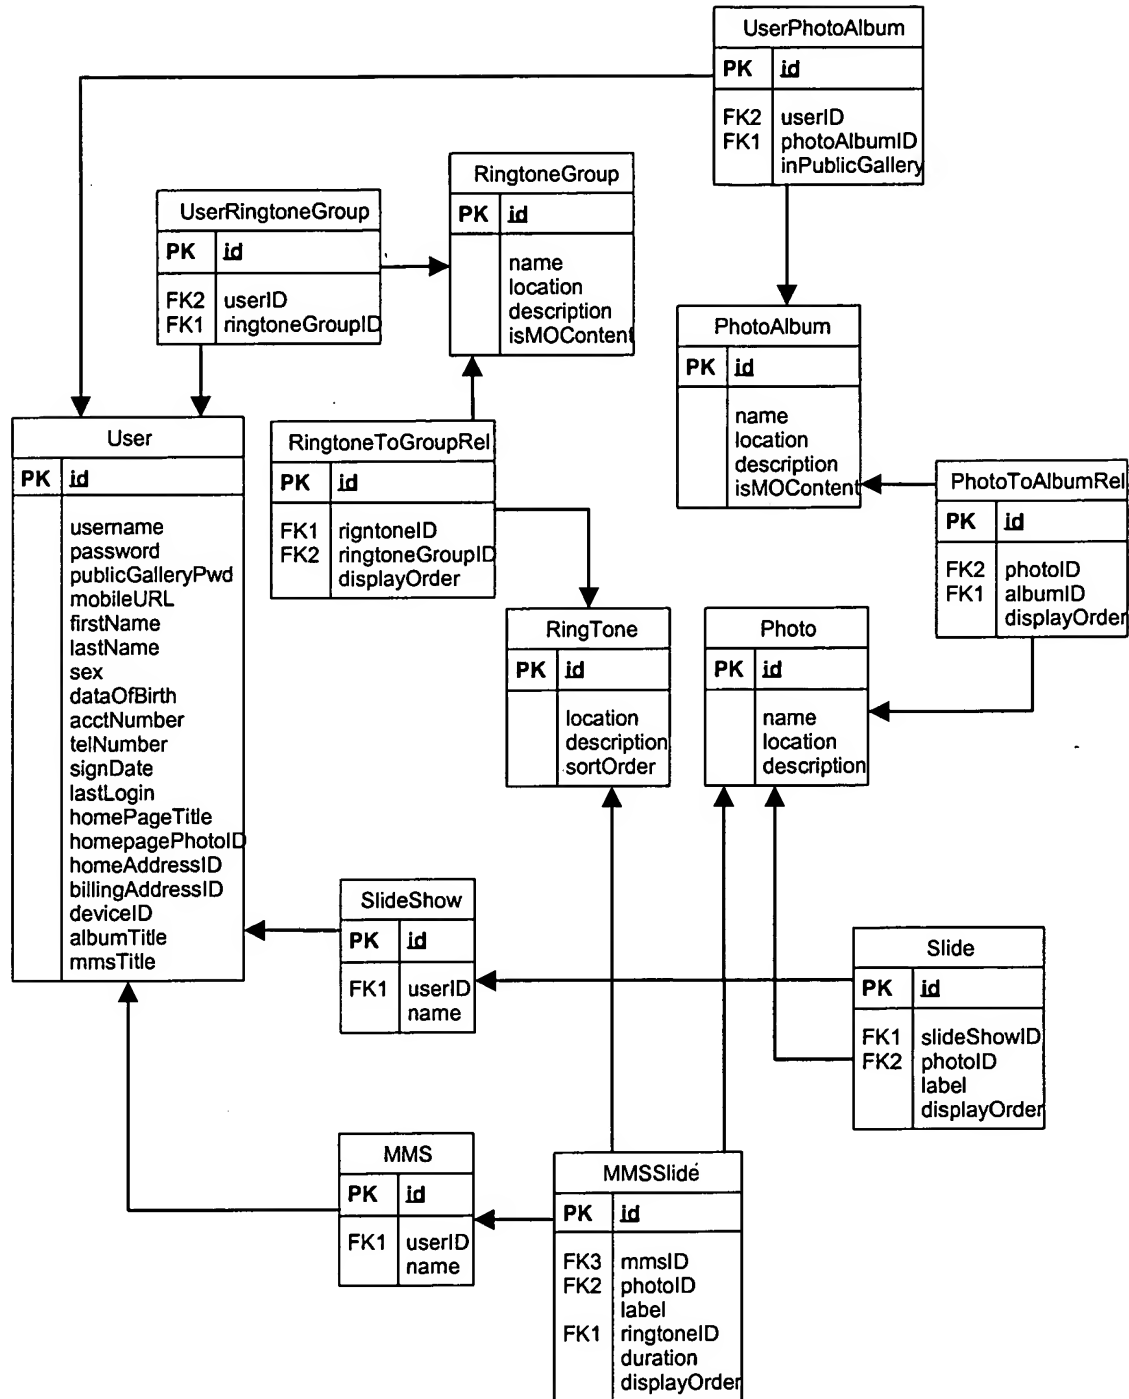 UserPhotoAlbum
PK id
FK2 userID
FK1 photoAlbumID
inPublicGallery
RingtoneGroup
PK id
name
location
description
isMOContent
UserRingtoneGroup
PK id
FK2 userID
FK1 ringtoneGroupID
PhotoAlbum
PK id
name
location
description
isMOContent
User
PK id
username
password
publicGalleryPwd
mobileURL
firstName
lastName
sex
dataOfBirth
acctNumber
telNumber
signDate
lastLogin
homePageTitle
homepagePhotoID
homeAddressID
billingAddressID
deviceID
albumTitle
mmsTitle
RingtoneToGroupRel
PK id
FK1 rigntoneID
FK2 ringtoneGroupID
displayOrder
PhotoToAlbumRel
PK id
FK2 photoID
FK1 albumID
displayOrder
RingTone
PK id
location
description
sortOrder
Photo
PK id
name
location
description
SlideShow
PK id
FK1 userID
name
Slide
PK id
FK1 slideShowID
FK2 photoID
label
displayOrder
MMS
PK id
FK1 userID
name
MMSSlide
PK id
FK3 mmsID
FK2 photoID
label
FK1 ringtoneID
duration
displayOrder